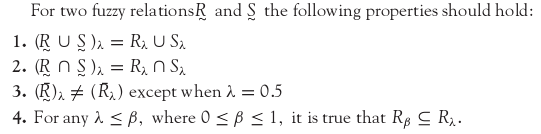 For two fuzzy relations R̰ and S̰ the following properties should hold:
1. (R̰ ∪ S̰)λ = Rλ ∪ Sλ
2. (R̰ ∩ S̰)λ = Rλ ∩ Sλ
3. (R̰̄)λ ≠ (R̄λ) except when λ = 0.5
4. For any λ ≤ β, where 0 ≤ β ≤ 1, it is true that Rβ ⊆ Rλ.